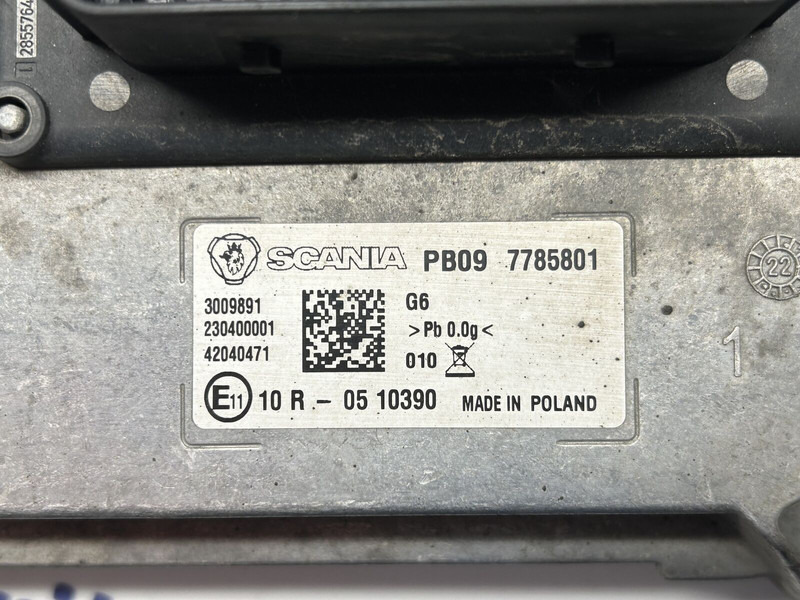 2855764
SCANIA PB09 7785801
3009891 G6
230400001 >Pb 0.0g<
42040471 010
E11 10 R - 05 10390 MADE IN POLAND
22
1